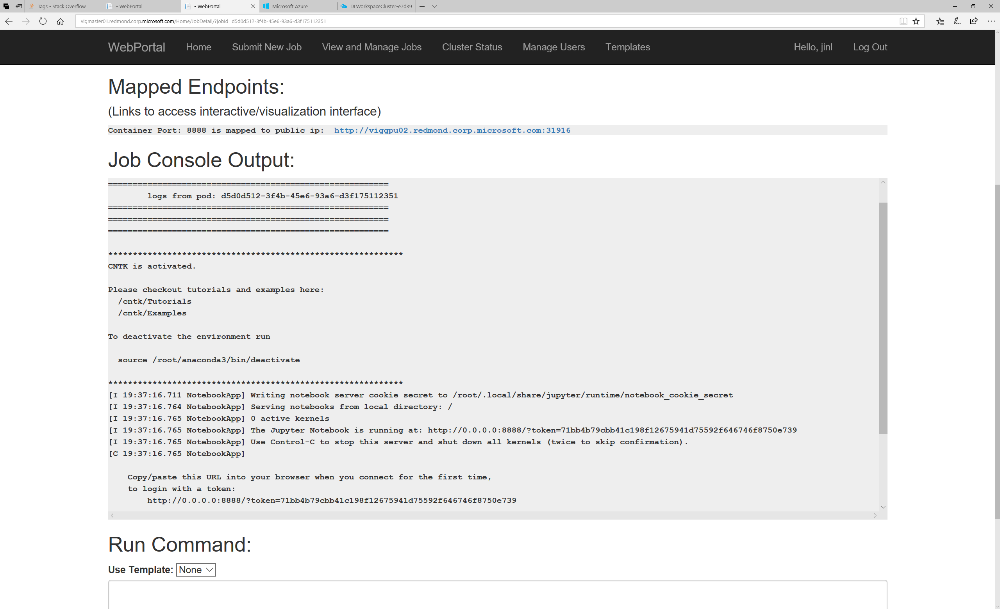 Tags - Stack Overflow
- WebPortal
- WebPortal
Microsoft Azure
DLWorkspaceCluster-e7d39
vigmaster01.redmond.corp.microsoft.com/Home/JobDetail/?jobId=d5d0d512-3f4b-45e6-93a6-d3f175112351
WebPortal Home Submit New Job View and Manage Jobs Cluster Status Manage Users Templates Hello, jinl Log Out
Mapped Endpoints:
(Links to access interactive/visualization interface)
Container Port: 8888 is mapped to public ip: http://viggpu02.redmond.corp.microsoft.com:31916
Job Console Output:
=========================================================
logs from pod: d5d0d512-3f4b-45e6-93a6-d3f175112351
=========================================================
=========================================================
=========================================================
************************************************************
CNTK is activated.
Please checkout tutorials and examples here:
/cntk/Tutorials
/cntk/Examples
To deactivate the environment run
source /root/anaconda3/bin/deactivate
************************************************************
[I 19:37:16.711 NotebookApp] Writing notebook server cookie secret to /root/.local/share/jupyter/runtime/notebook_cookie_secret
[I 19:37:16.764 NotebookApp] Serving notebooks from local directory: /
[I 19:37:16.765 NotebookApp] 0 active kernels
[I 19:37:16.765 NotebookApp] The Jupyter Notebook is running at: http://0.0.0.0:8888/?token=71bb4b79cbb41c198f12675941d75592f646746f8750e739
[I 19:37:16.765 NotebookApp] Use Control-C to stop this server and shut down all kernels (twice to skip confirmation).
[C 19:37:16.765 NotebookApp]
Copy/paste this URL into your browser when you connect for the first time,
to login with a token:
http://0.0.0.0:8888/?token=71bb4b79cbb41c198f12675941d75592f646746f8750e739
Run Command:
Use Template: None